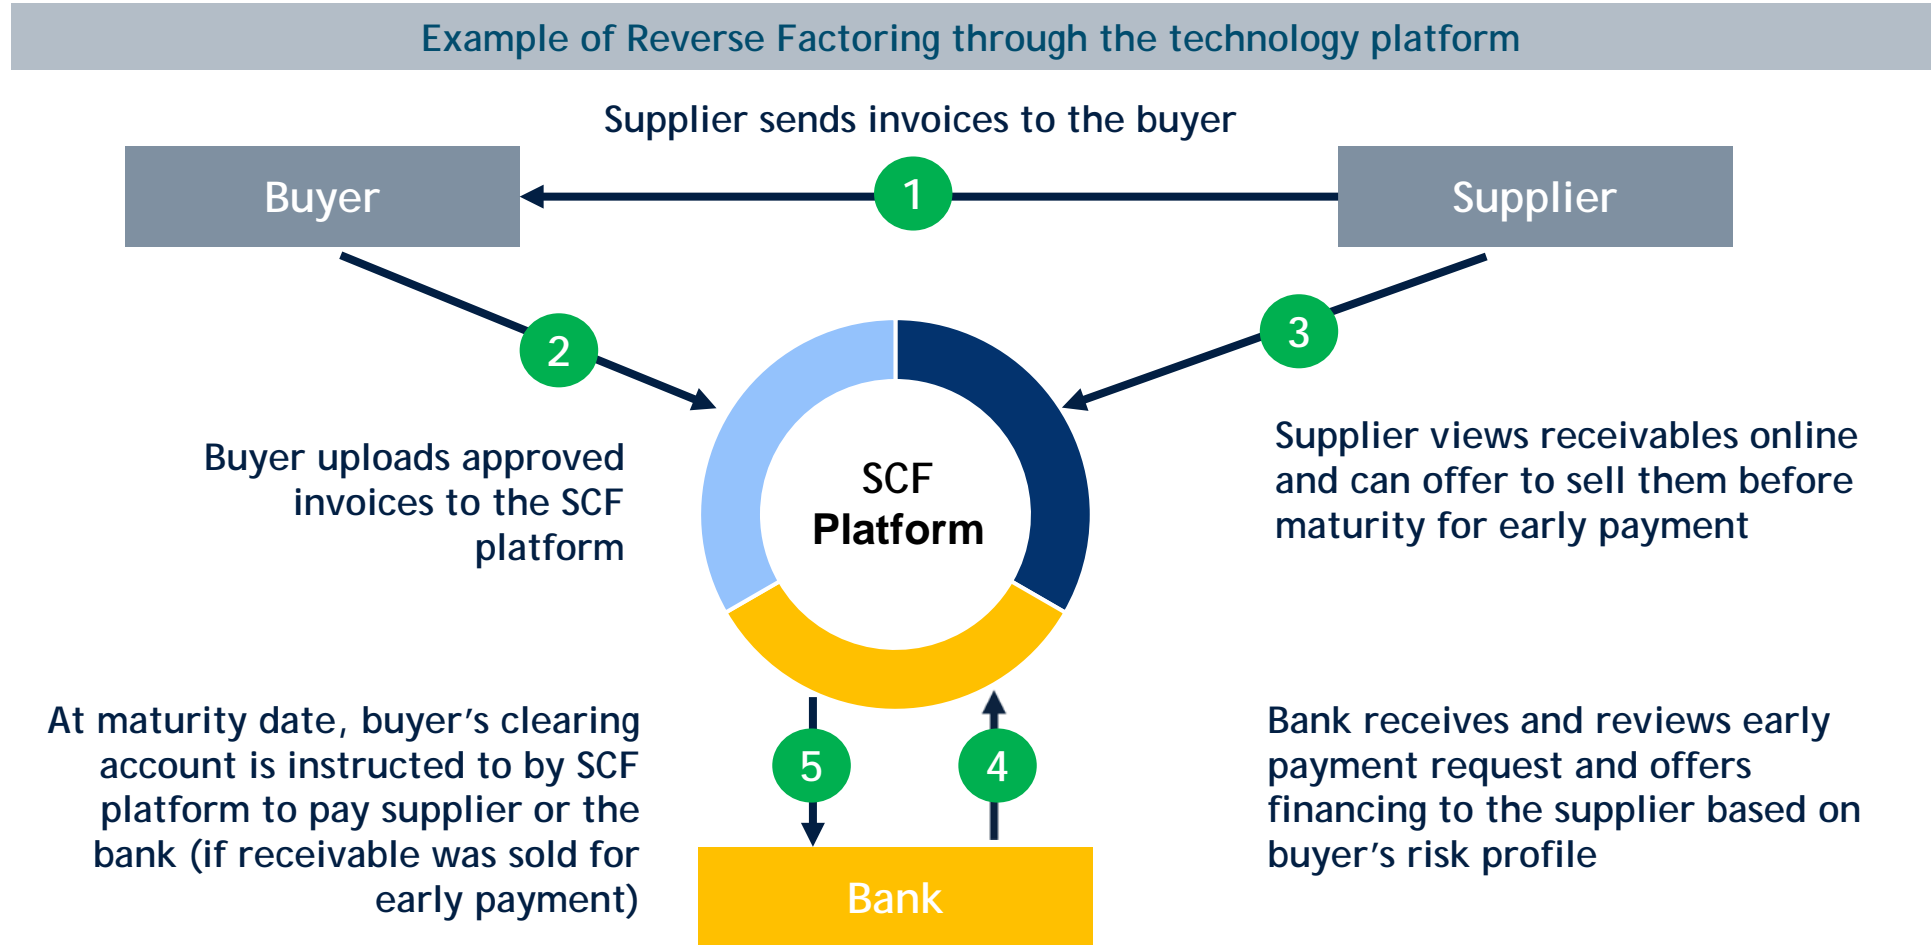 Example of Reverse Factoring through the technology platform
Supplier sends invoices to the buyer
Buyer
1
Supplier
2
3
Buyer uploads approved
invoices to the SCF
platform
SCF
Platform
Supplier views receivables online
and can offer to sell them before
maturity for early payment
At maturity date, buyer's clearing
account is instructed to by SCF
platform to pay supplier or the
bank (if receivable was sold for
early payment)
5
4
Bank receives and reviews early
payment request and offers
financing to the supplier based on
buyer's risk profile
Bank